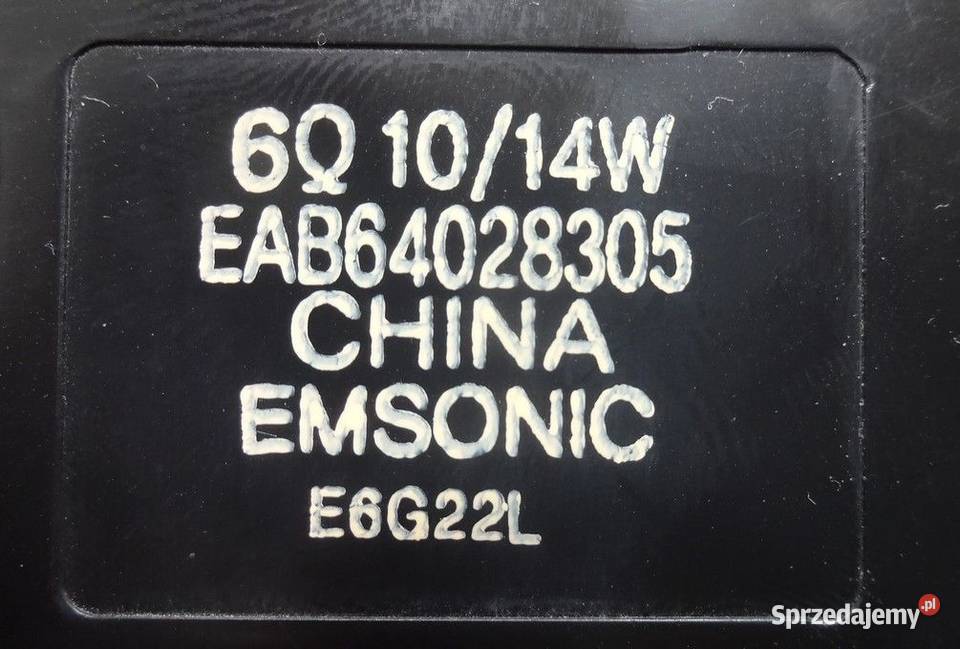 6Ω 10/14W
EAB64028305
CHINA
EMSONIC
E6G22L
Sprzedajemy.pl